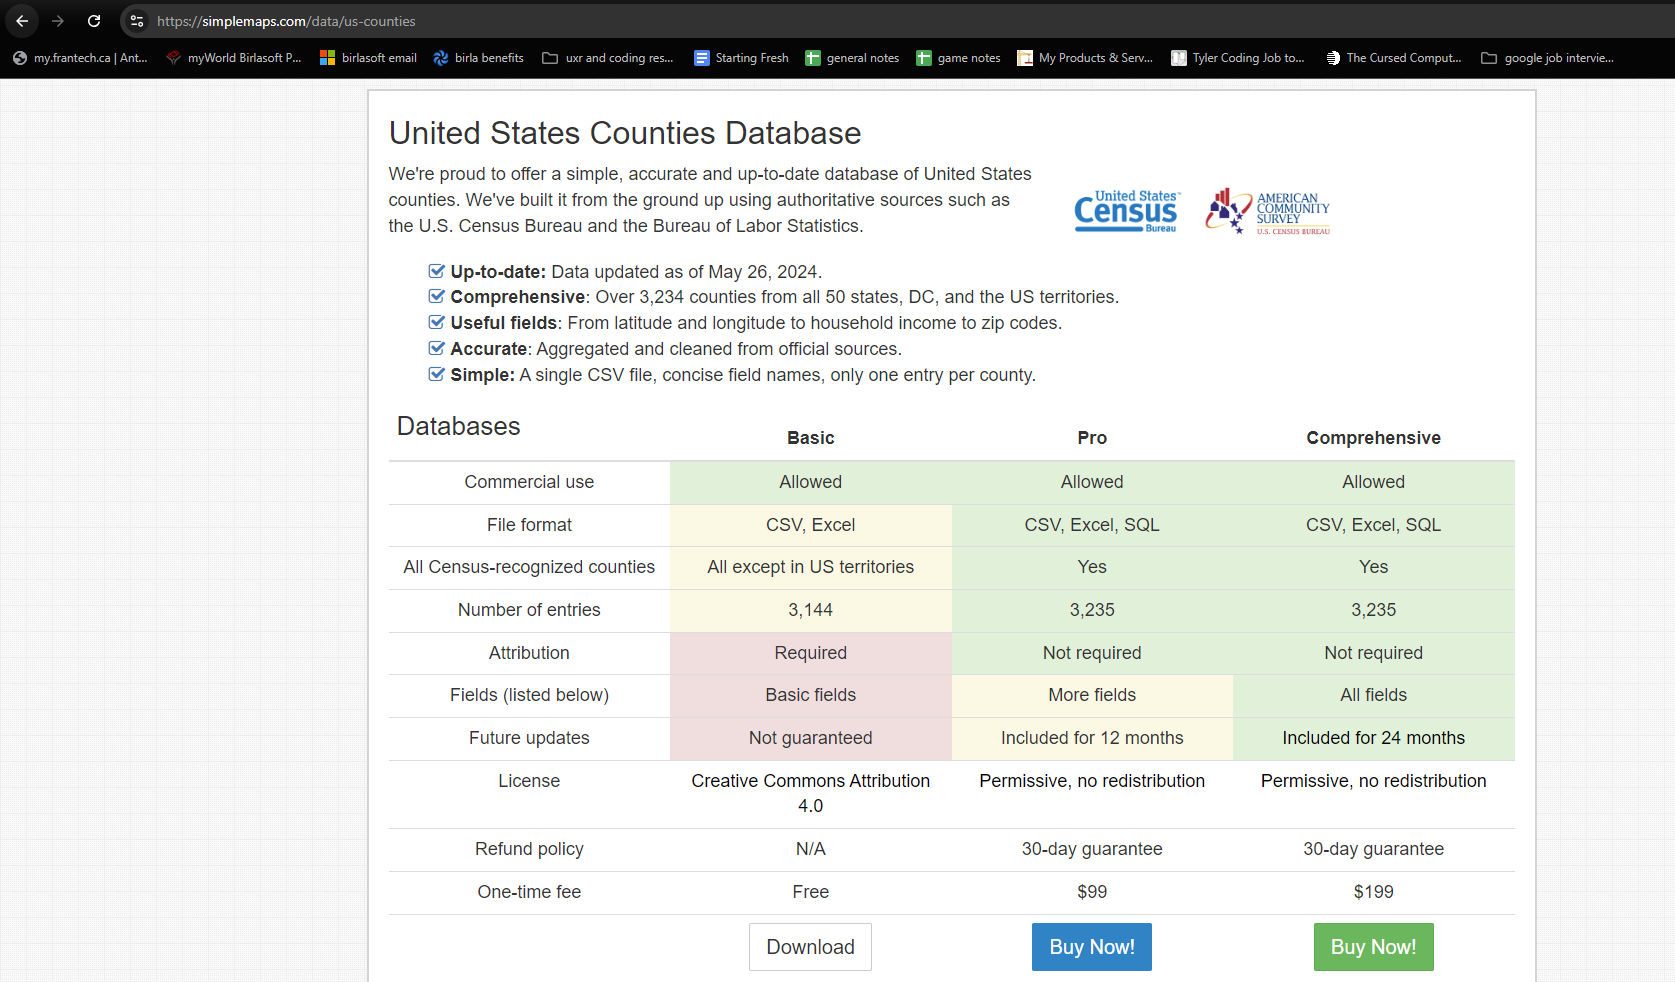 https://simplemaps.com/data/us-counties
my.frantech.ca | Ant... myWorld Birlasoft P... birlasoft email birla benefits uxr and coding res... Starting Fresh general notes game notes My Products & Serv... Tyler Coding Job to... The Cursed Comput... google job intervie...
United States Counties Database
We're proud to offer a simple, accurate and up-to-date database of United States
counties. We've built it from the ground up using authoritative sources such as
the U.S. Census Bureau and the Bureau of Labor Statistics.
United States
Census
Bureau
AMERICAN
COMMUNITY
SURVEY
U.S. CENSUS BUREAU
Up-to-date: Data updated as of May 26, 2024.
Comprehensive: Over 3,234 counties from all 50 states, DC, and the US territories.
Useful fields: From latitude and longitude to household income to zip codes.
Accurate: Aggregated and cleaned from official sources.
Simple: A single CSV file, concise field names, only one entry per county.
Databases Basic Pro Comprehensive
Commercial use Allowed Allowed Allowed
File format CSV, Excel CSV, Excel, SQL CSV, Excel, SQL
All Census-recognized counties All except in US territories Yes Yes
Number of entries 3,144 3,235 3,235
Attribution Required Not required Not required
Fields (listed below) Basic fields More fields All fields
Future updates Not guaranteed Included for 12 months Included for 24 months
License Creative Commons Attribution 4.0 Permissive, no redistribution Permissive, no redistribution
Refund policy N/A 30-day guarantee 30-day guarantee
One-time fee Free $99 $199
Download Buy Now! Buy Now!